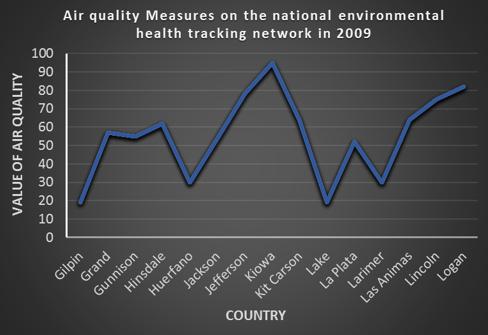 Air quality Measures on the national environmental
health tracking network in 2009
VALUE OF AIR QUALITY
100
90
80
70
60
50
40
30
20
10
0
Gilpin
Grand
Gunnison
Hinsdale
Huerfano
Jackson
Jefferson
Kiowa
Kit Carson
Lake
La Plata
Larimer
Las Animas
Lincoln
Logan
COUNTRY